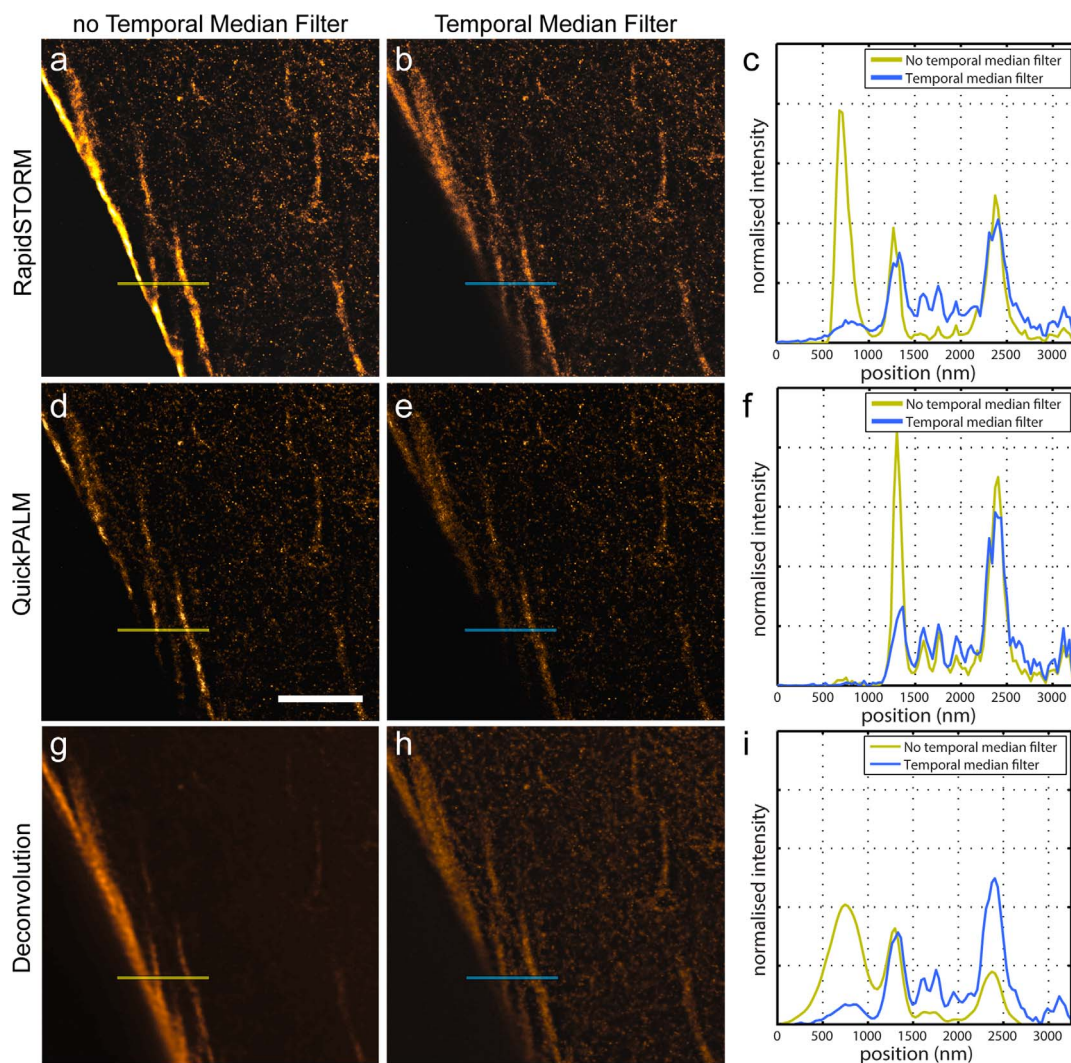 no Temporal Median Filter
Temporal Median Filter
RapidSTORM
a
b
c
No temporal median filter
Temporal median filter
normalised intensity
0 500 1000 1500 2000 2500 3000
position (nm)
QuickPALM
d
e
f
No temporal median filter
Temporal median filter
normalised intensity
0 500 1000 1500 2000 2500 3000
position (nm)
Deconvolution
g
h
i
No temporal median filter
Temporal median filter
normalised intensity
0 500 1000 1500 2000 2500 3000
position (nm)